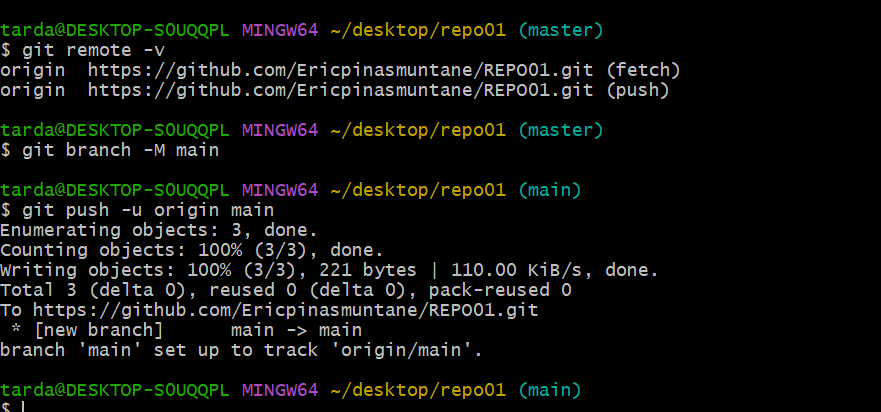 tarda@DESKTOP-S0UQQPL MINGW64 ~/desktop/repo01 (master)
$ git remote -v
origin  https://github.com/Ericpinasmuntane/REPO01.git (fetch)
origin  https://github.com/Ericpinasmuntane/REPO01.git (push)
tarda@DESKTOP-S0UQQPL MINGW64 ~/desktop/repo01 (master)
$ git branch -M main
tarda@DESKTOP-S0UQQPL MINGW64 ~/desktop/repo01 (main)
$ git push -u origin main
Enumerating objects: 3, done.
Counting objects: 100% (3/3), done.
Writing objects: 100% (3/3), 221 bytes | 110.00 KiB/s, done.
Total 3 (delta 0), reused 0 (delta 0), pack-reused 0
To https://github.com/Ericpinasmuntane/REPO01.git
 * [new branch]      main -> main
branch 'main' set up to track 'origin/main'.
tarda@DESKTOP-S0UQQPL MINGW64 ~/desktop/repo01 (main)
$